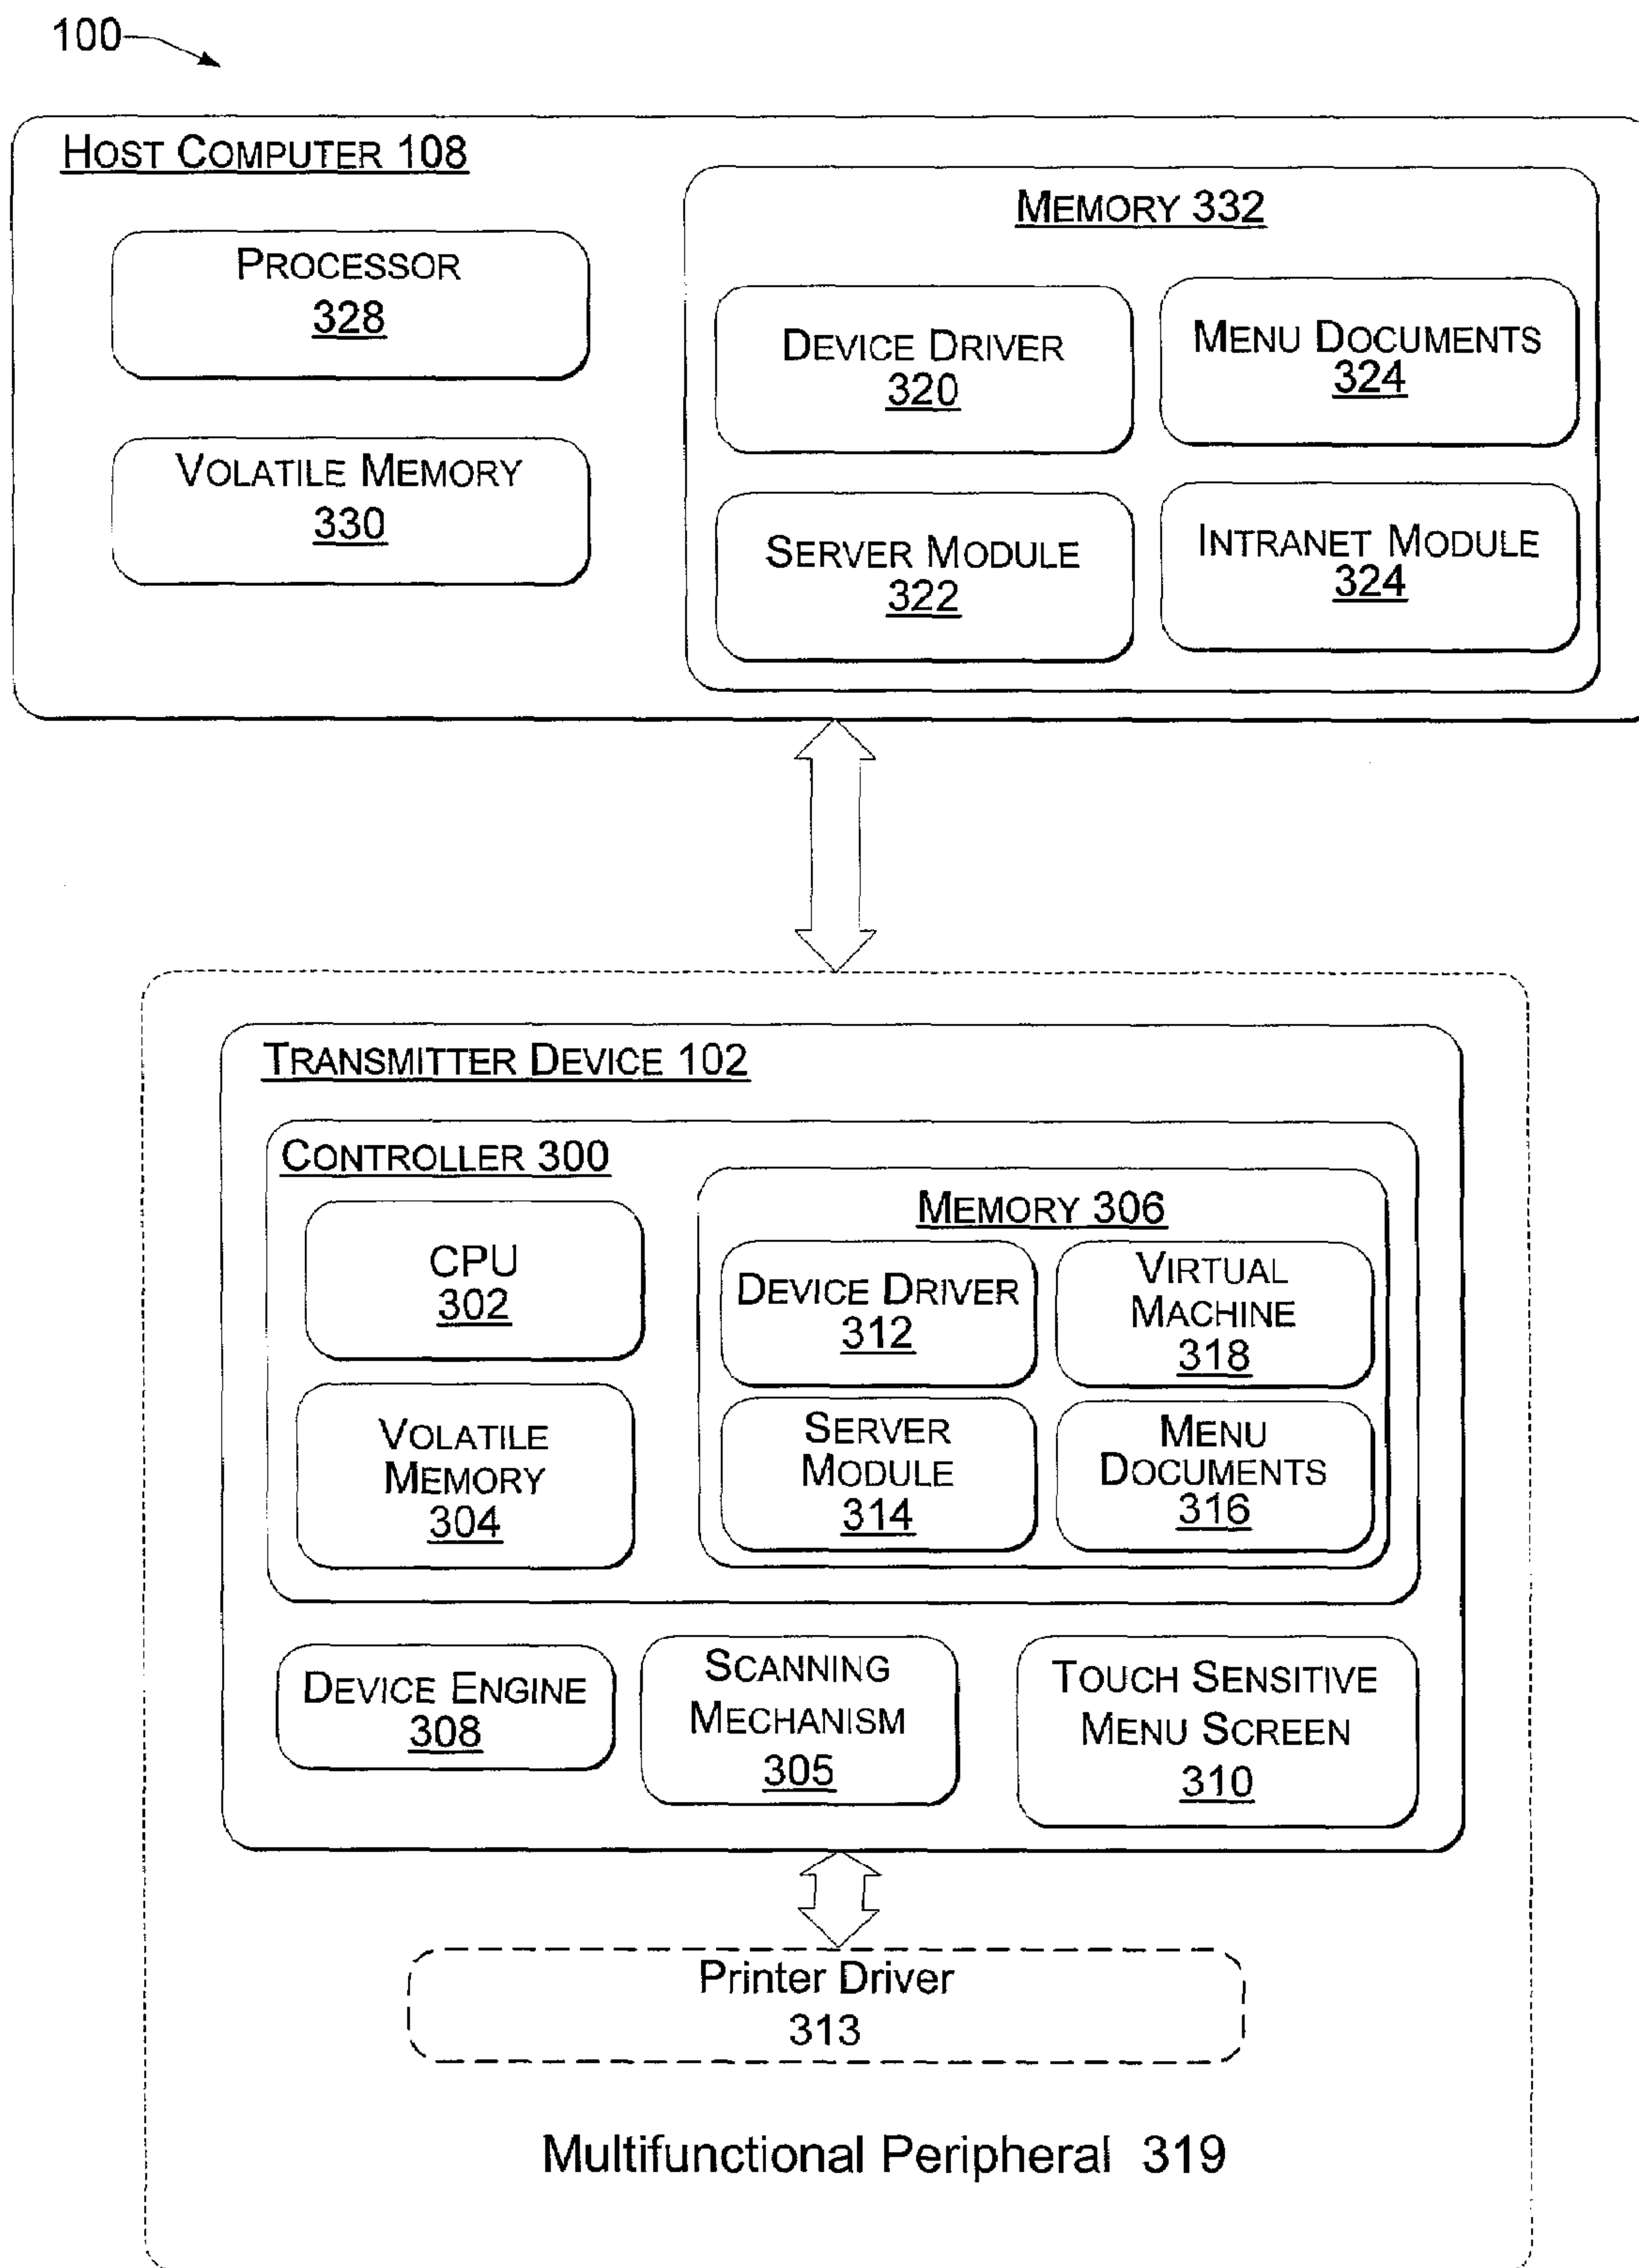 100
HOST COMPUTER 108
PROCESSOR
328
VOLATILE MEMORY
330
MEMORY 332
DEVICE DRIVER
320
MENU DOCUMENTS
324
SERVER MODULE
322
INTRANET MODULE
324
TRANSMITTER DEVICE 102
CONTROLLER 300
CPU
302
VOLATILE
MEMORY
304
MEMORY 306
DEVICE DRIVER
312
VIRTUAL
MACHINE
318
SERVER
MODULE
314
MENU
DOCUMENTS
316
DEVICE ENGINE
308
SCANNING
MECHANISM
305
TOUCH SENSITIVE
MENU SCREEN
310
Printer Driver
313
Multifunctional Peripheral 319